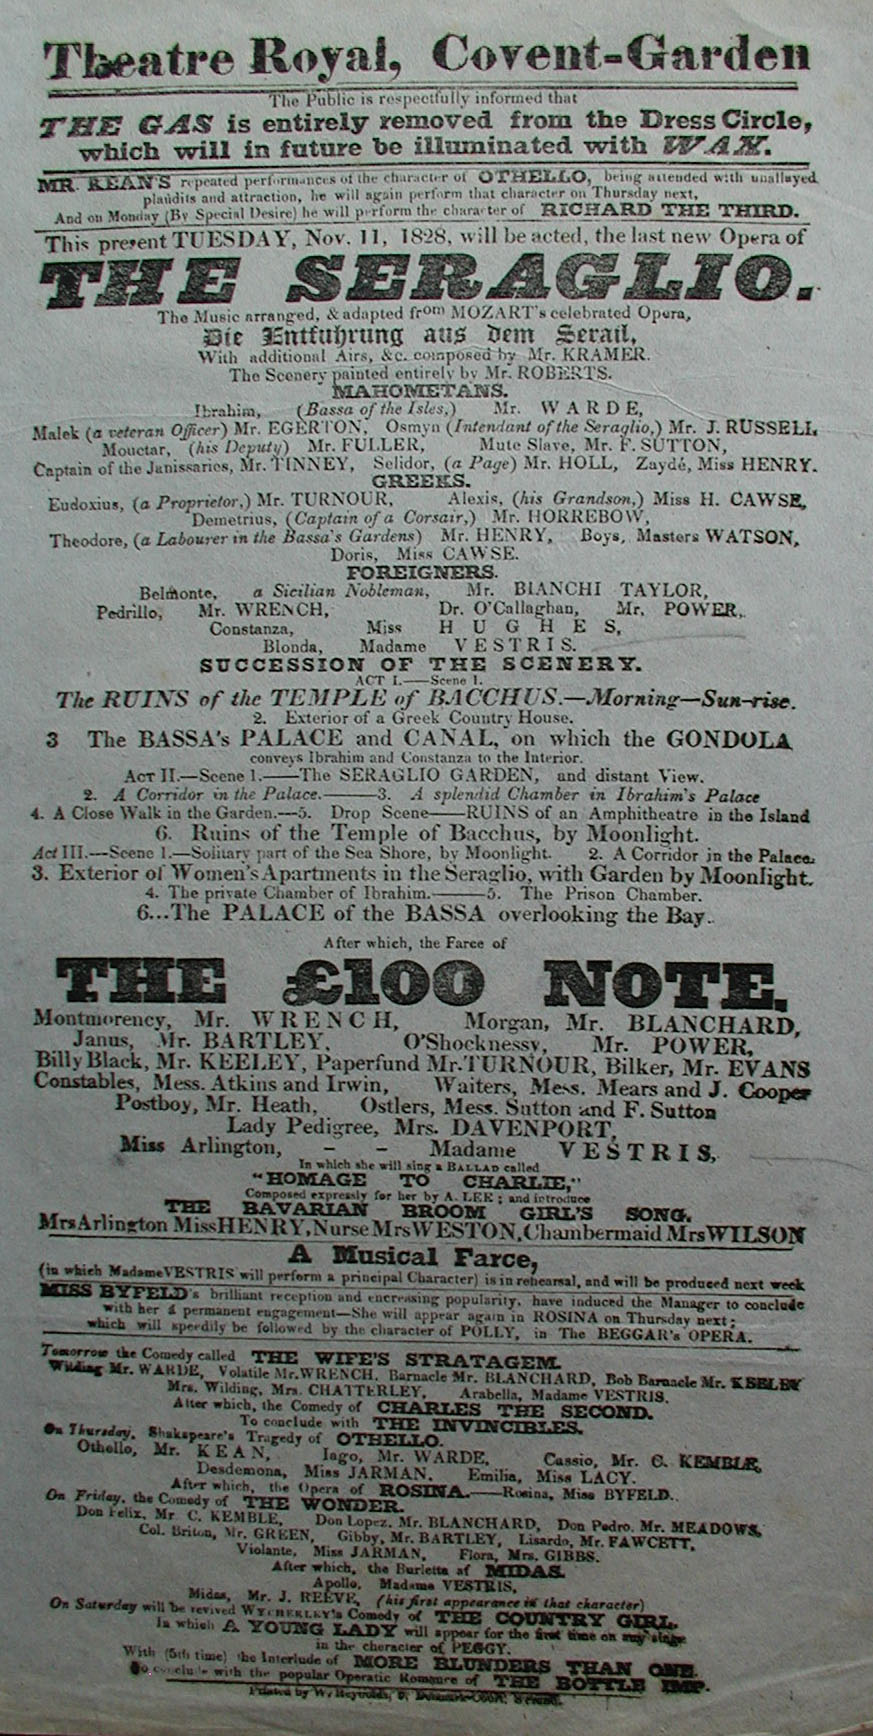 Theatre Royal, Covent-Garden
The Public is respectfully informed that
THE GAS is entirely removed from the Dress Circle,
which will in future be illuminated with WAX.
MR. KEAN'S repeated performances of the character of OTHELLO, being attended with unallayed
plaudits and attraction, he will again perform that character on Thursday next,
And on Monday (By Special Desire) he will perform the character of RICHARD THE THIRD.
This present TUESDAY, Nov. 11, 1828, will be acted, the last new Opera of
THE SERAGLIO.
The Music arranged, & adapted from MOZART's celebrated Opera,
Die Entfuhrung aus dem Serail,
With additional Airs, &c. composed by Mr. KRAMER.
The Scenery painted entirely by Mr. ROBERTS.
MAHOMETANS.
Ibrahim, (Bassa of the Isles,) Mr. WARDE,
Malek (a veteran Officer) Mr. EGERTON, Osmyn (Intendant of the Seraglio,) Mr. J. RUSSELL,
Mouctar, (his Deputy) Mr. FULLER, Mute Slave, Mr. F. SUTTON,
Captain of the Janissaries, Mr. TINNEY, Selidor, (a Page) Mr. HOLL, Zaydé, Miss HENRY.
GREEKS.
Eudoxius, (a Proprietor,) Mr. TURNOUR, Alexis, (his Grandson,) Miss H. CAWSE,
Demetrius, (Captain of a Corsair,) Mr. HORREBOW,
Theodore, (a Labourer in the Bassa's Gardens) Mr. HENRY, Boys, Masters WATSON,
Doris, Miss CAWSE.
FOREIGNERS.
Belmonte, a Sicilian Nobleman, Mr. BIANCHI TAYLOR,
Pedrillo, Mr. WRENCH, Dr. O'Callaghan, Mr. POWER,
Constanza, Miss HUGHES,
Blonda, Madame VESTRIS.
SUCCESSION OF THE SCENERY.
ACT I.—Scene 1.
The RUINS of the TEMPLE of BACCHUS.—Morning—Sun-rise.
2. Exterior of a Greek Country House.
3 The BASSA's PALACE and CANAL, on which the GONDOLA
conveys Ibrahim and Constanza to the Interior.
ACT II.—Scene 1.——The SERAGLIO GARDEN, and distant View.
2. A Corridor in the Palace.——3. A splendid Chamber in Ibrahim's Palace
4. A Close Walk in the Garden.—5. Drop Scene——RUINS of an Amphitheatre in the Island
6. Ruins of the Temple of Bacchus, by Moonlight.
Act III.—Scene 1.—Solitary part of the Sea Shore, by Moonlight. 2. A Corridor in the Palace.
3. Exterior of Women's Apartments in the Seraglio, with Garden by Moonlight.
4. The private Chamber of Ibrahim.——5. The Prison Chamber.
6...The PALACE of the BASSA overlooking the Bay.
After which, the Farce of
THE £100 NOTE.
Montmorency, Mr. WRENCH, Morgan, Mr. BLANCHARD,
Janus, Mr. BARTLEY, O'Shocknessy, Mr. POWER,
Billy Black, Mr. KEELEY, Paperfund Mr. TURNOUR, Bilker, Mr. EVANS
Constables, Mess. Atkins and Irwin, Waiters, Mess. Mears and J. Cooper
Postboy, Mr. Heath, Ostlers, Mess. Sutton and F. Sutton
Lady Pedigree, Mrs. DAVENPORT,
Miss Arlington, - - Madame VESTRIS,
In which she will sing a BALLAD called
"HOMAGE TO CHARLIE,"
Composed expressly for her by A. LEE; and introduce
THE BAVARIAN BROOM GIRL'S SONG.
Mrs Arlington Miss HENRY, Nurse Mrs WESTON, Chambermaid Mrs WILSON
A Musical Farce,
(in which Madame VESTRIS will perform a principal Character) is in rehearsal, and will be produced next week
MISS BYFELD's brilliant reception and encreasing popularity, have induced the Manager to conclude
with her a permanent engagement—She will appear again in ROSINA on Thursday next;
which will speedily be followed by the character of POLLY, in The BEGGAR's OPERA.
Tomorrow the Comedy called THE WIFE'S STRATAGEM.
Wilding Mr. WARDE, Volatile Mr. WRENCH, Barnacle Mr. BLANCHARD, Bob Barnacle Mr. KEELEY
Mrs. Wilding, Mrs. CHATTERLEY, Arabella, Madame VESTRIS.
After which, the Comedy of CHARLES THE SECOND.
To conclude with THE INVINCIBLES.
On Thursday, Shakspeare's Tragedy of OTHELLO.
Othello, Mr. KEAN, Iago, Mr. WARDE, Cassio, Mr. C. KEMBLE,
Desdemona, Miss JARMAN, Emilia, Miss LACY.
After which, the Opera of ROSINA.——Rosina, Miss BYFELD.
On Friday, the Comedy of THE WONDER.
Don Felix, Mr C. KEMBLE, Don Lopez, Mr. BLANCHARD, Don Pedro, Mr. MEADOWS,
Col. Briton, Mr. GREEN, Gibby, Mr. BARTLEY, Lisardo, Mr. FAWCETT,
Violante, Miss JARMAN, Flora, Mrs. GIBBS.
After which, the Burletta of MIDAS.
Apollo, Madame VESTRIS,
Midas, Mr. J. REEVE, (his first appearance in that character)
On Saturday will be revived WYCHERLEY's Comedy of THE COUNTRY GIRL,
In which A YOUNG LADY will appear for the first time on any stage
in the character of PEGGY.
With (5th time) the Interlude of MORE BLUNDERS THAN ONE.
To conclude with the popular Operatic Romance of THE BOTTLE IMP.
Printed by W. Reynolds, 9, Denmark-Court, Strand.